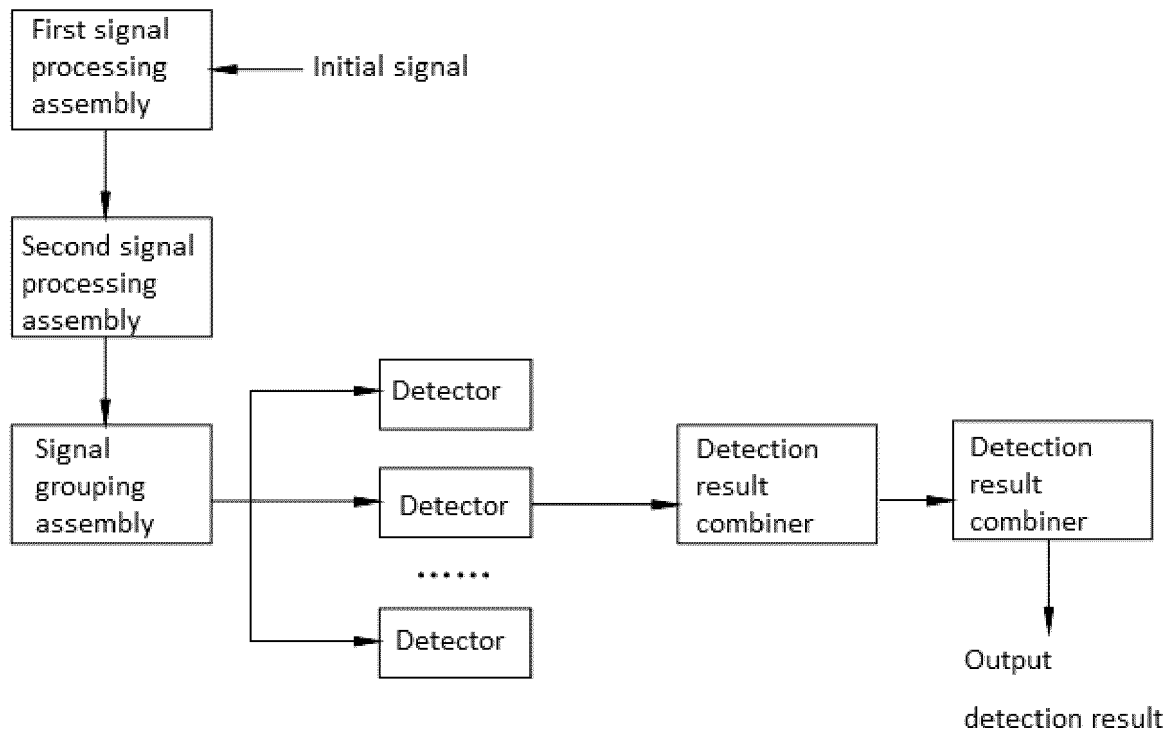 First signal
processing
assembly
Initial signal
Second signal
processing
assembly
Signal
grouping
assembly
Detector
Detector
......
Detector
Detection
result
combiner
Detection
result
combiner
Output
detection result